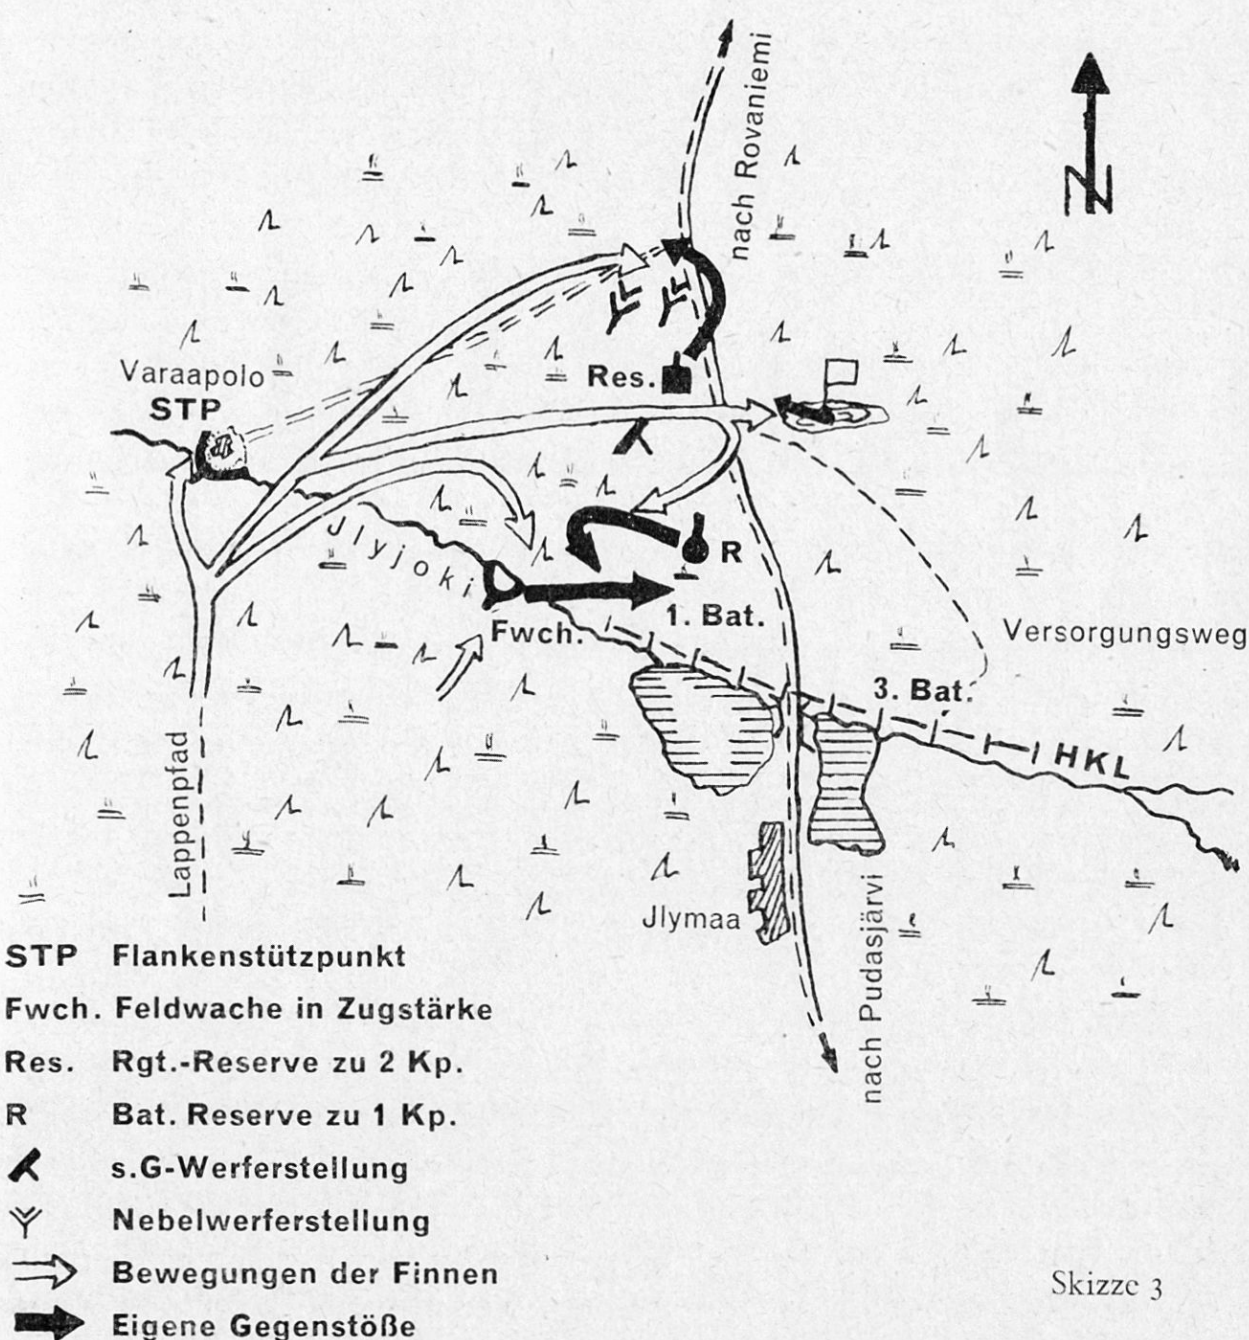 nach Rovaniemi
N
Varaapolo
STP
Res.
Jlyjoki
R
Fwch.
1. Bat.
Versorgungsweg
3. Bat.
HKL
Lappenpfad
Jlymaa
nach Pudasjärvi
STP Flankenstützpunkt
Fwch. Feldwache in Zugstärke
Res. Rgt.-Reserve zu 2 Kp.
R Bat. Reserve zu 1 Kp.
s.G-Werferstellung
Nebelwerferstellung
Bewegungen der Finnen
Eigene Gegenstöße
Skizze 3